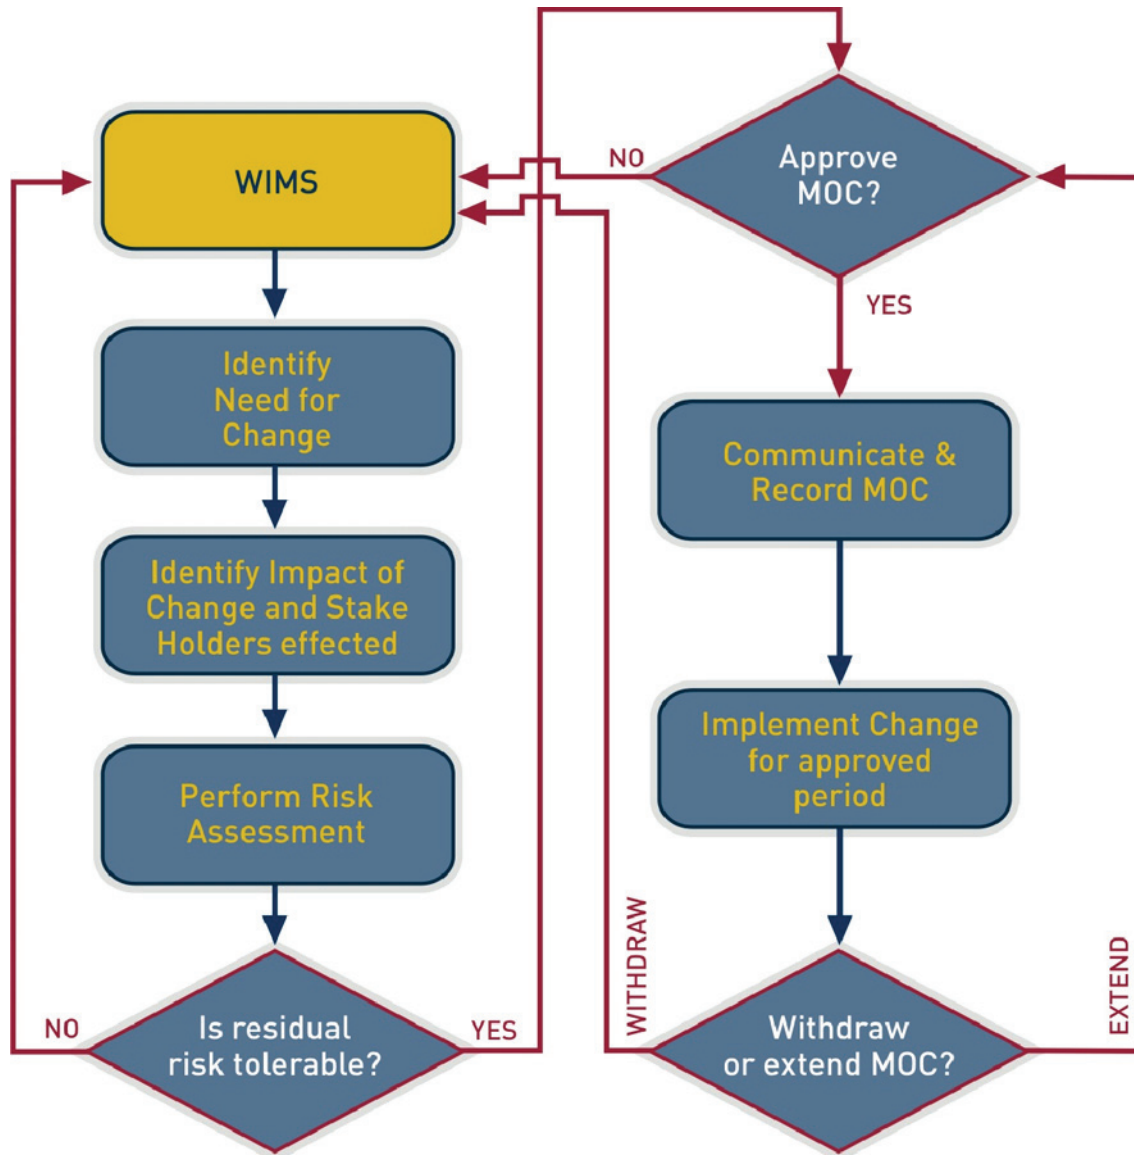 WIMS
Identify
Need for
Change
Identify Impact of
Change and Stake
Holders effected
Perform Risk
Assessment
Is residual
risk tolerable?
NO
YES
Approve
MOC?
NO
YES
Communicate &
Record MOC
Implement Change
for approved
period
Withdraw
or extend MOC?
WITHDRAW
EXTEND